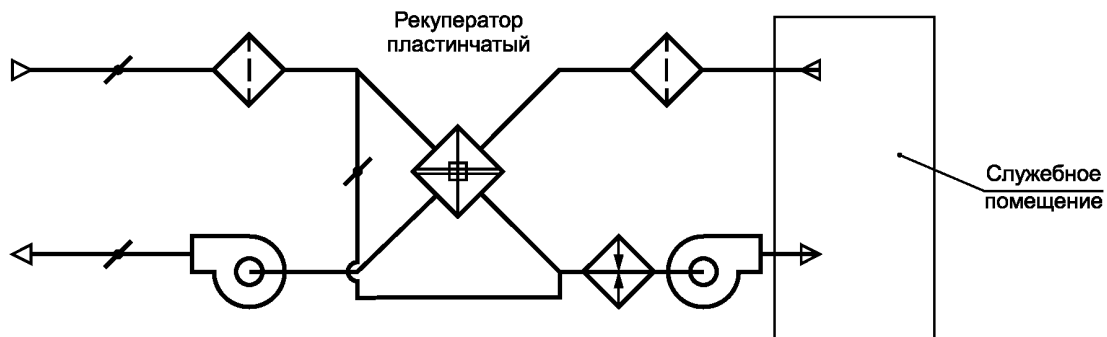 Рекуператор
пластинчатый
Служебное
помещение